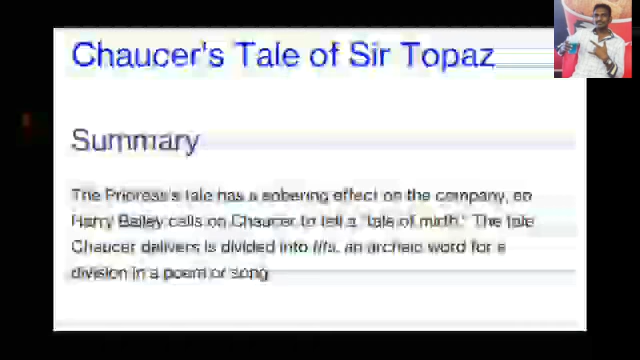 Chaucer's Tale of Sir Topaz
Summary
The Prioress's tale has a sobering effect on the company, so
Harry Bailey calls on Chaucer to tell a "tale of mirth." The tale
Chaucer delivers is divided into fits, an archaic word for a
division in a poem or song